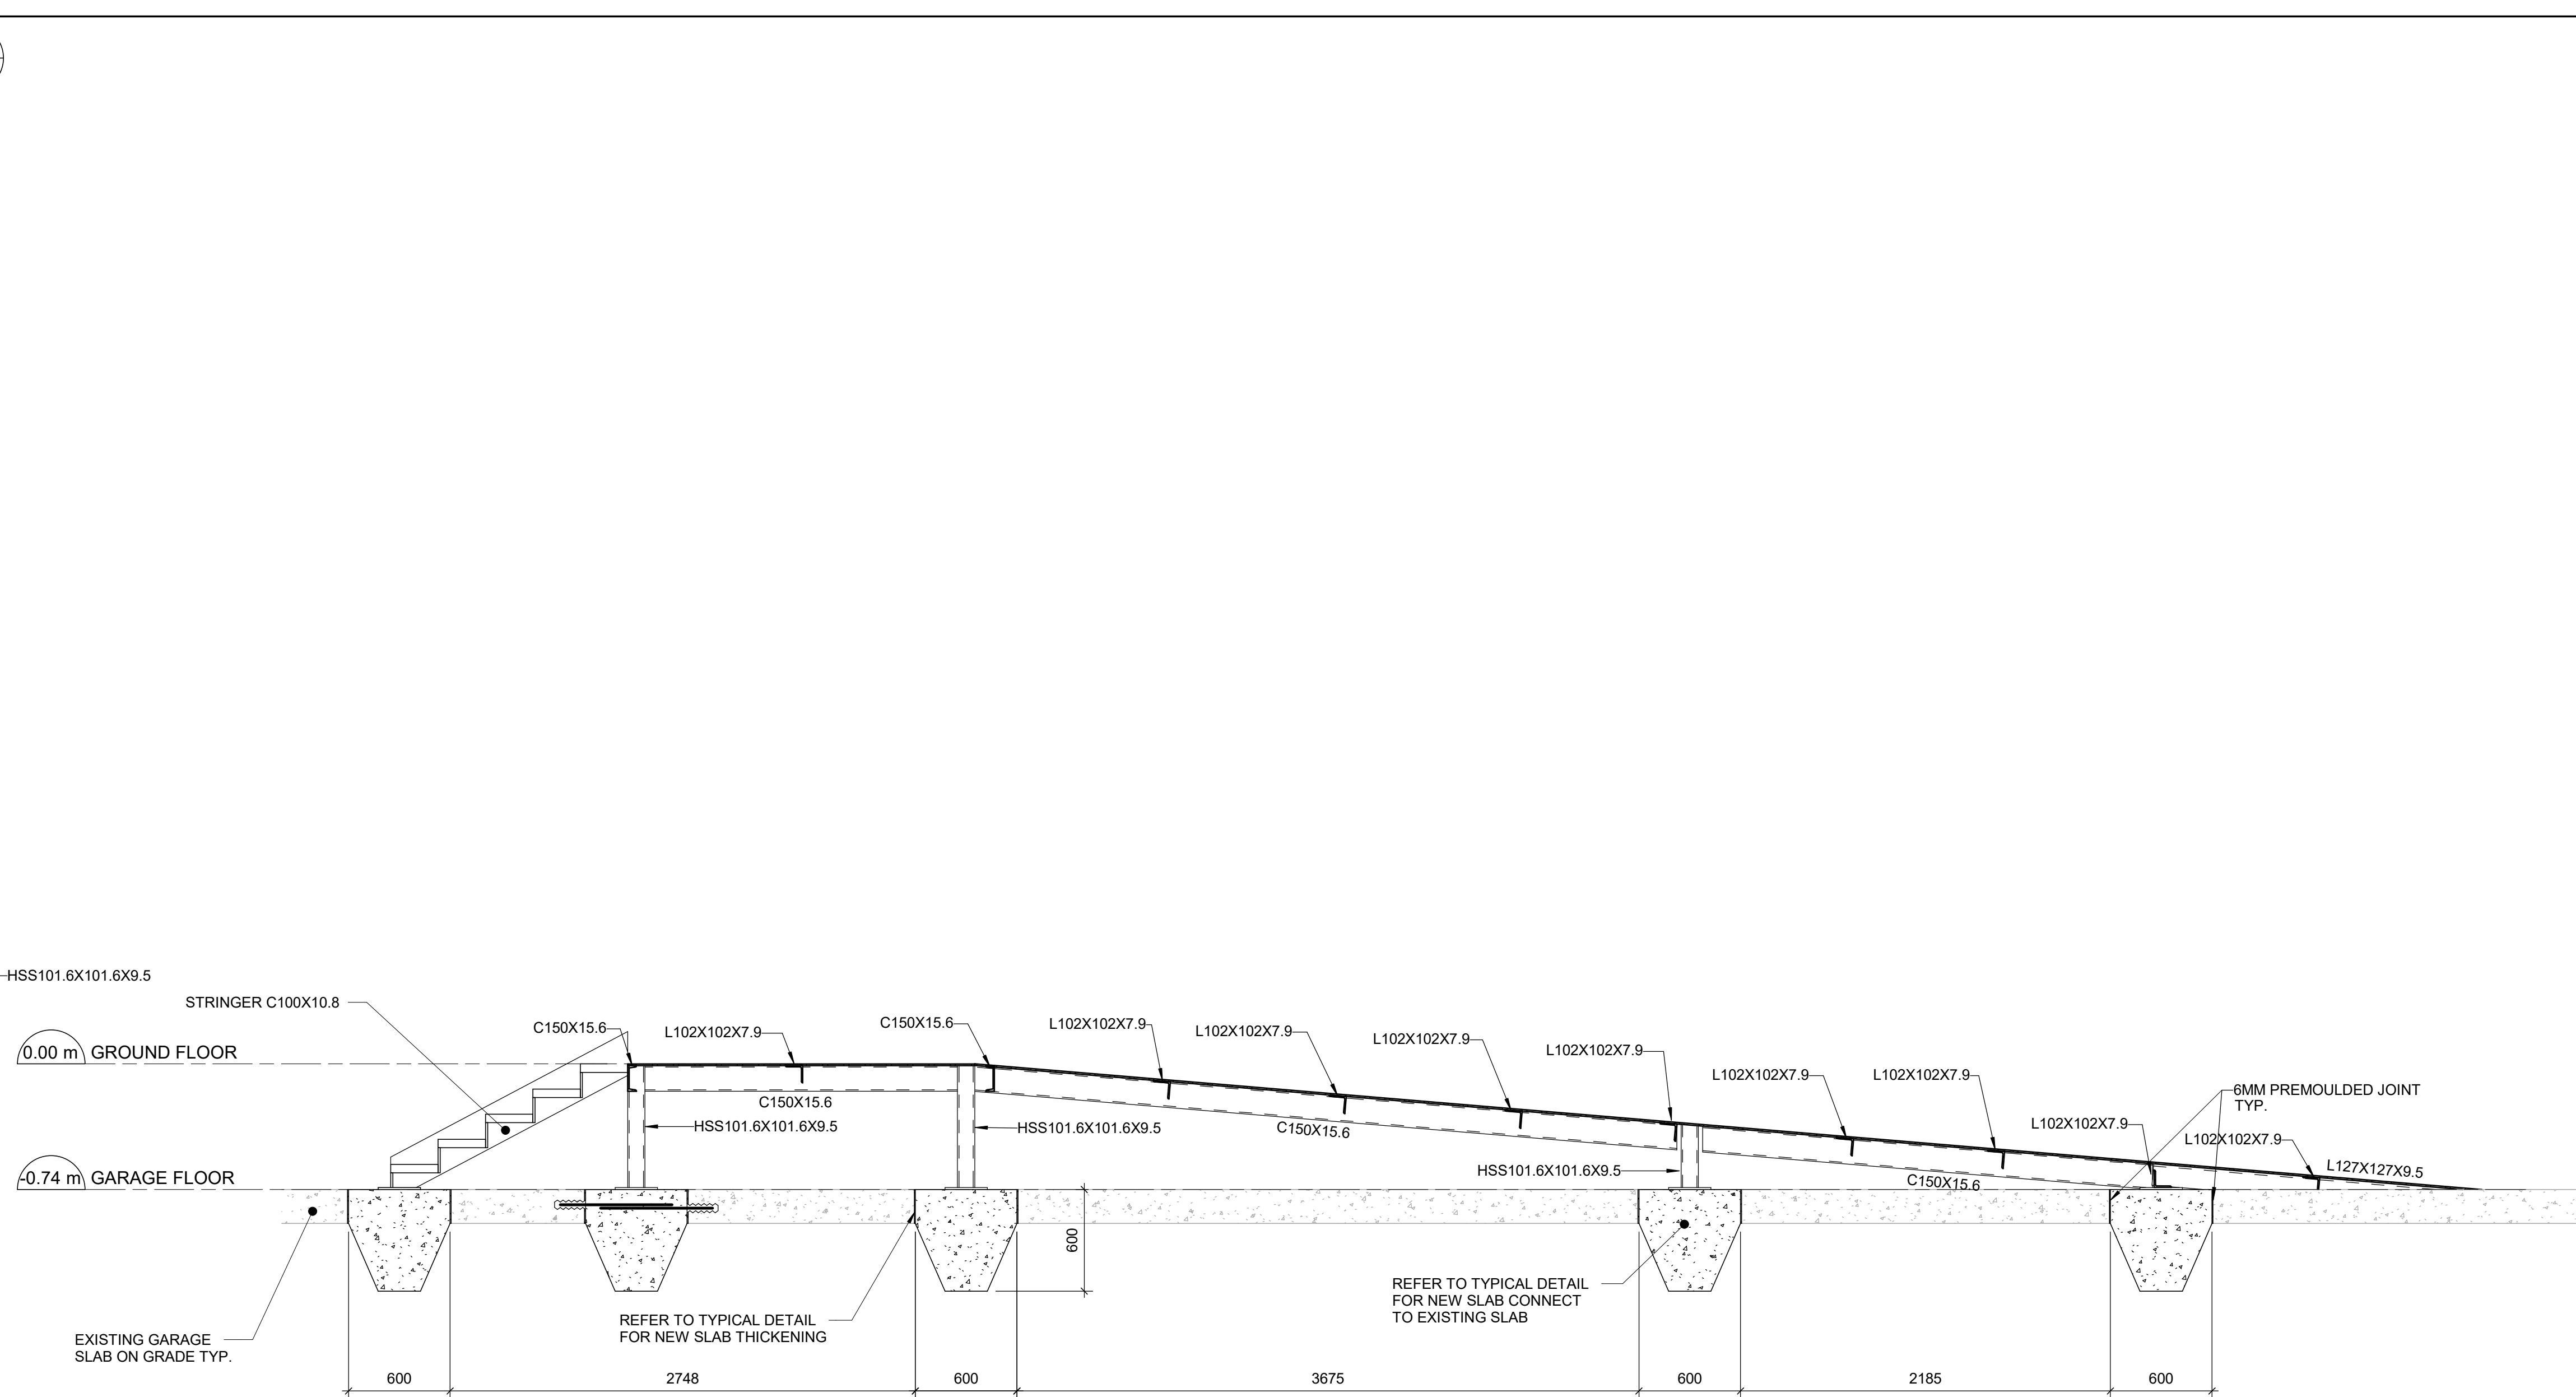 HSS101.6X101.6X9.5
STRINGER C100X10.8
C150X15.6
L102X102X7.9
C150X15.6
L102X102X7.9
L102X102X7.9
L102X102X7.9
L102X102X7.9
L102X102X7.9
L102X102X7.9
0.00 m GROUND FLOOR
6MM PREMOULDED JOINT
TYP.
C150X15.6
HSS101.6X101.6X9.5
HSS101.6X101.6X9.5
C150X15.6
L102X102X7.9
L102X102X7.9
HSS101.6X101.6X9.5
L127X127X9.5
-0.74 m GARAGE FLOOR
C150X15.6
600
REFER TO TYPICAL DETAIL
FOR NEW SLAB CONNECT
TO EXISTING SLAB
REFER TO TYPICAL DETAIL
FOR NEW SLAB THICKENING
EXISTING GARAGE
SLAB ON GRADE TYP.
600
2748
600
3675
600
2185
600